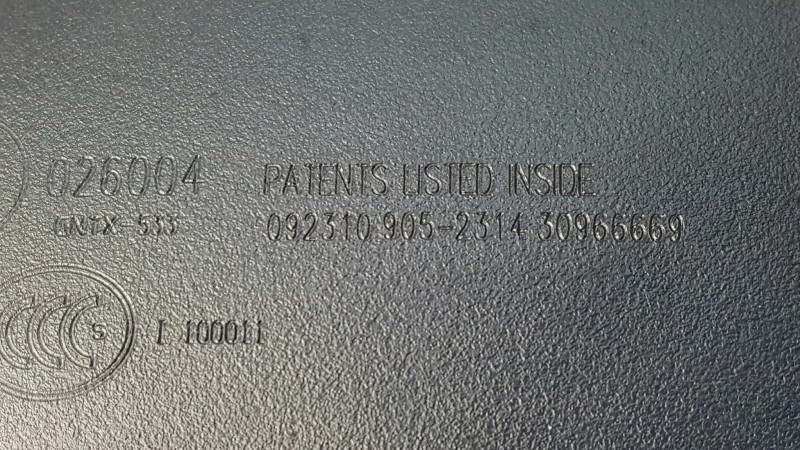 026004 PATENTS LISTED INSIDE
GNTX-533 092310 905-2314 30966669
S
I 100011